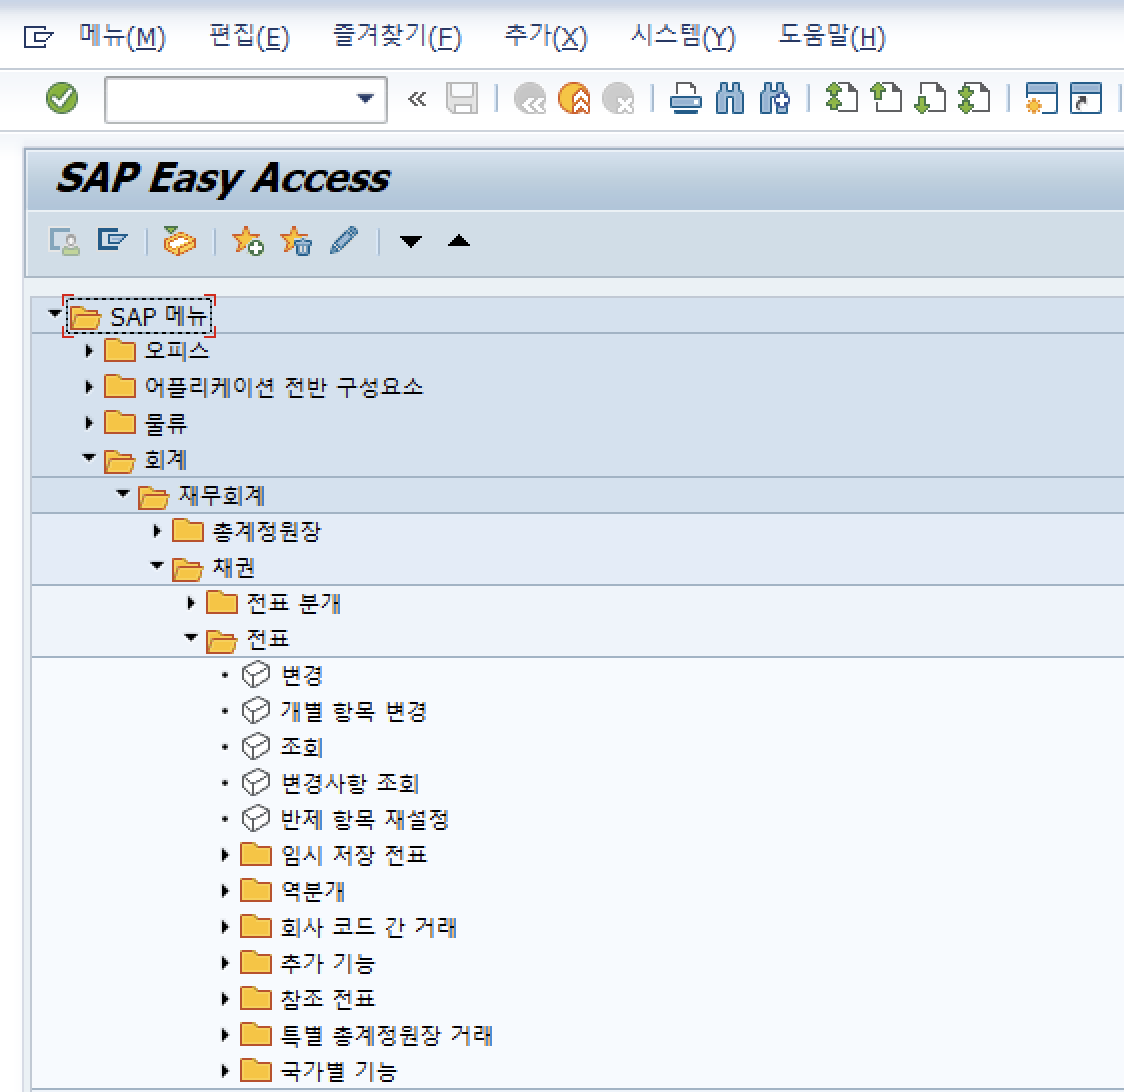 메뉴(M) 편집(E) 즐겨찾기(F) 추가(X) 시스템(Y) 도움말(H)
SAP Easy Access
SAP 메뉴
오피스
어플리케이션 전반 구성요소
물류
회계
재무회계
총계정원장
채권
전표 분개
전표
변경
개별 항목 변경
조회
변경사항 조회
반제 항목 재설정
임시 저장 전표
역분개
회사 코드 간 거래
추가 기능
참조 전표
특별 총계정원장 거래
국가별 기능